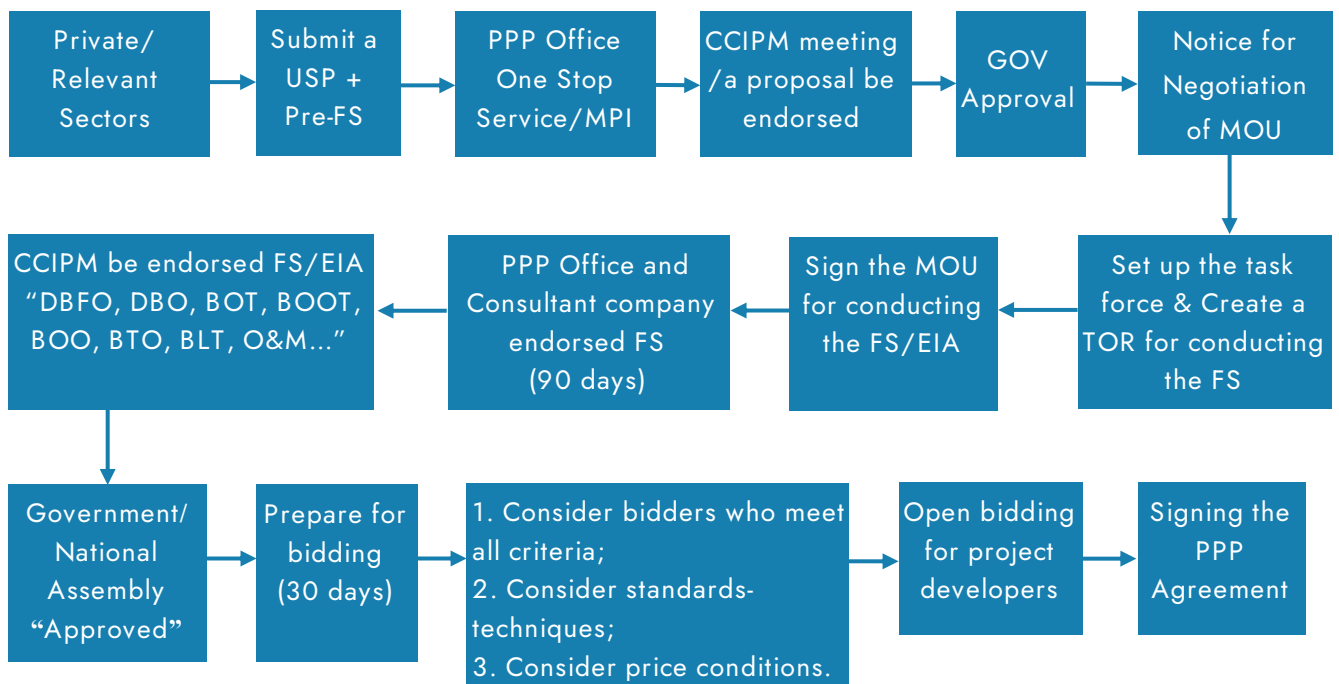 Private/
Relevant
Sectors
Submit a
USP +
Pre-FS
PPP Office
One Stop
Service/MPI
CCIPM meeting
/a proposal be
endorsed
GOV
Approval
Notice for
Negotiation
of MOU
Set up the task
force & Create a
TOR for conducting
the FS
Sign the MOU
for conducting
the FS/EIA
PPP Office and
Consultant company
endorsed FS
(90 days)
CCIPM be endorsed FS/EIA
“DBFO, DBO, BOT, BOOT,
BOO, BTO, BLT, O&M...”
Government/
National
Assembly
“Approved”
Prepare for
bidding
(30 days)
1. Consider bidders who meet
all criteria;
2. Consider standards-
techniques;
3. Consider price conditions.
Open bidding
for project
developers
Signing the
PPP
Agreement